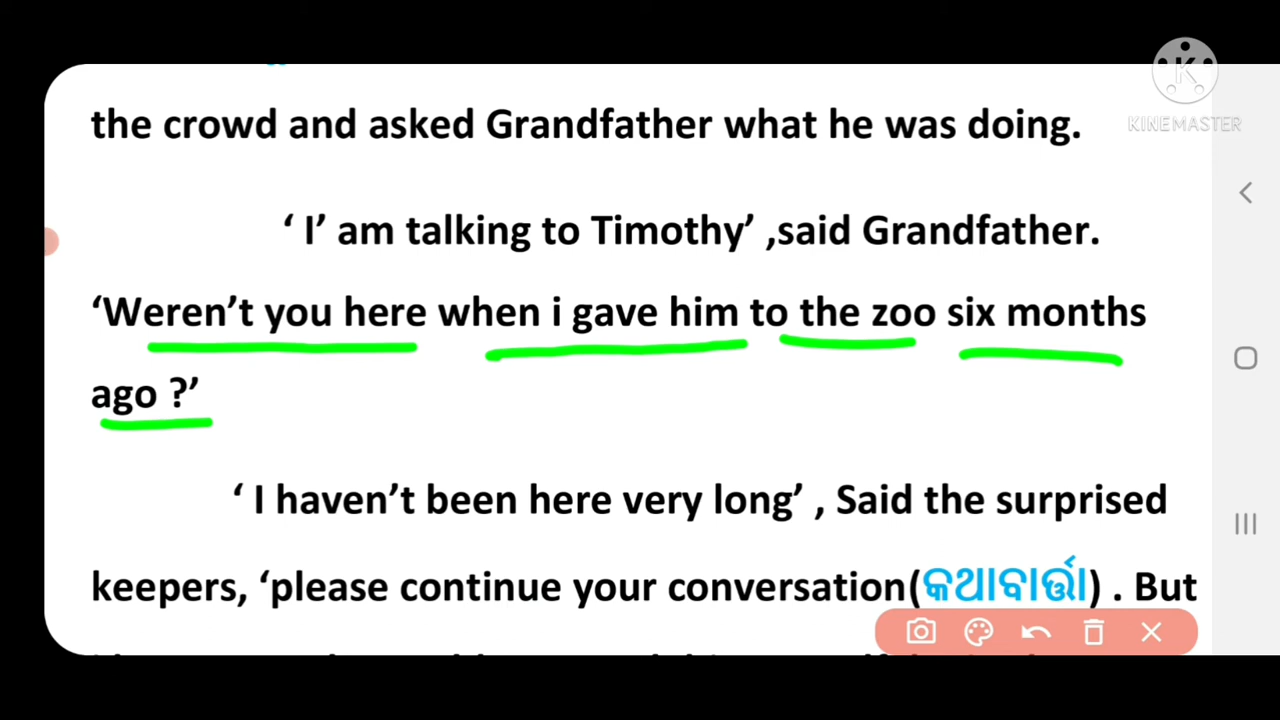 KINEMASTER
the crowd and asked Grandfather what he was doing.
‘ I’ am talking to Timothy’ ,said Grandfather.
‘Weren’t you here when i gave him to the zoo six months
ago ?’
‘ I haven’t been here very long’ , Said the surprised
keepers, ‘please continue your conversation(କଥାବାର୍ତ୍ତା) . But